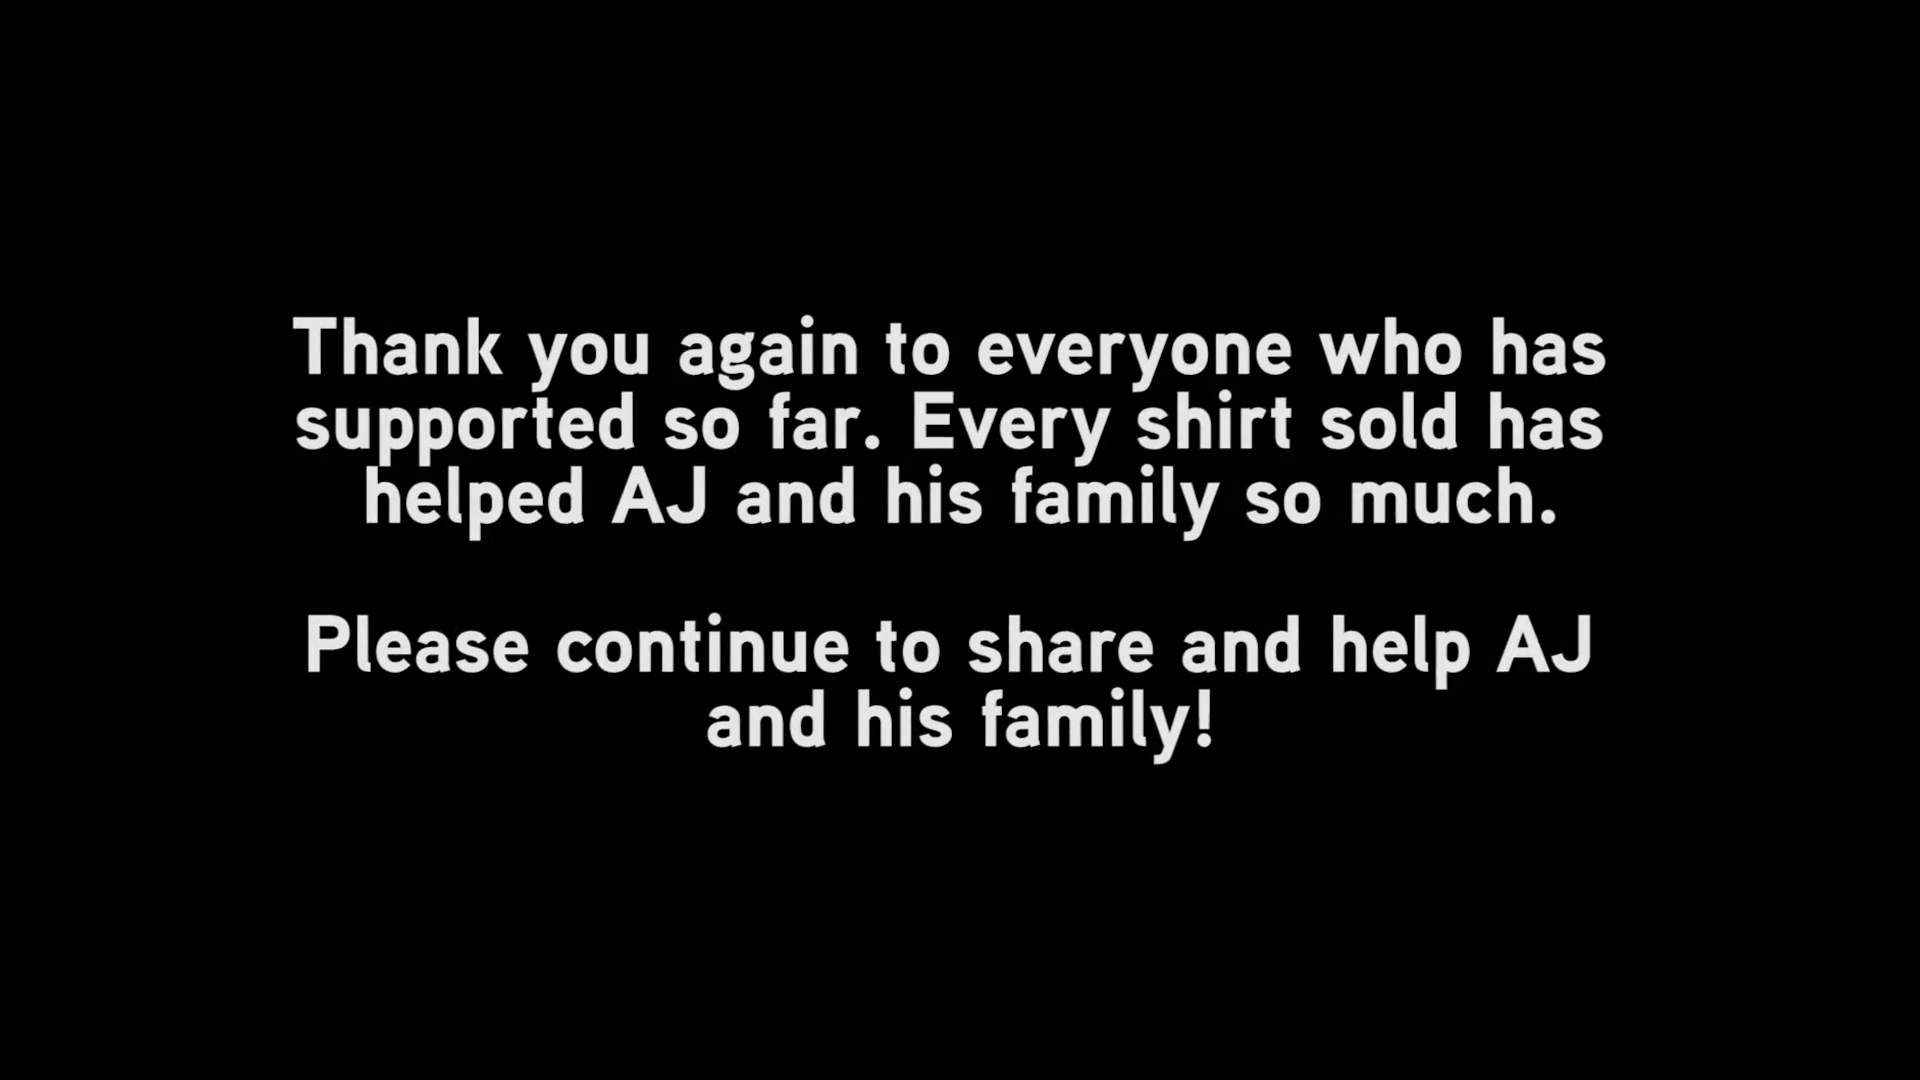 Thank you again to everyone who has
supported so far. Every shirt sold has
helped AJ and his family so much.
Please continue to share and help AJ
and his family!